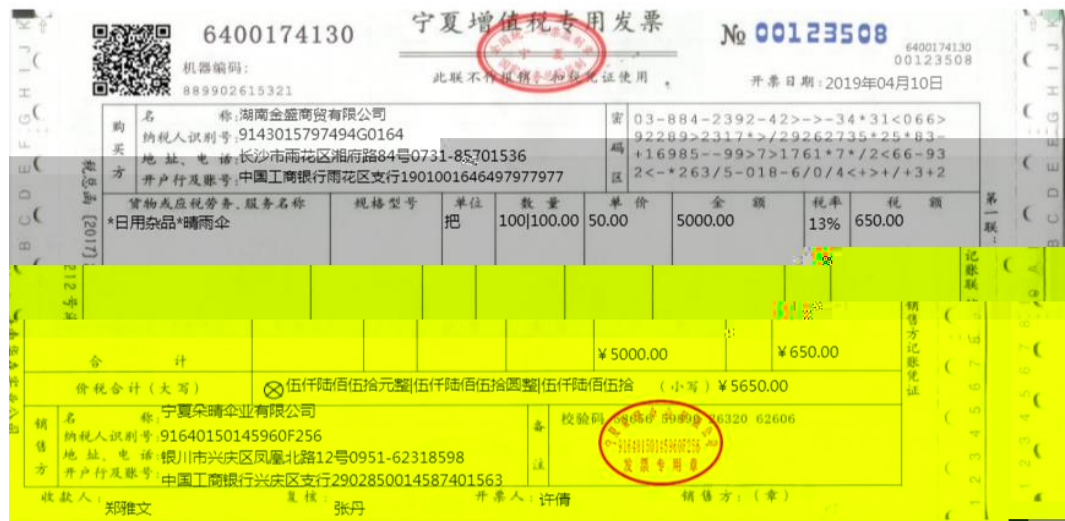 宁夏增值税专用发票
6400174130
№ 00123508
6400174130
00123508
机器编码:
889902615321
此联不作报销、扣税凭证使用
开票日期:2019年04月10日
购买方
名 称:湖南金盛商贸有限公司
纳税人识别号:9143015797494G0164
地 址、电 话:长沙市雨花区湘府路84号0731-85701536
开户行及账号:中国工商银行雨花区支行1901001646497977977
密码区
03-884-2392-42>->-34*31<066>
92289>2317*>/29262735*25*83-
+16985--99>7>1761*7*/2<66-93
2<-*263/5-018-6/0/4<+>+/+3+2
货物或应税劳务、服务名称 规格型号 单位 数 量 单 价 金 额 税率 税 额
*日用杂品*晴雨伞 把 100|100.00 50.00 5000.00 13% 650.00
合 计 ¥5000.00 ¥650.00
价税合计(大写) ⊗伍仟陆佰伍拾元整|伍仟陆佰伍拾圆整|伍仟陆佰伍拾 (小写)¥5650.00
销售方
名 称:宁夏朵晴伞业有限公司
纳税人识别号:91640150145960F256
地 址、电 话:银川市兴庆区凤凰北路12号0951-62318598
开户行及账号:中国工商银行兴庆区支行2902850014587401563
备注
校验码 58656 59890 26320 62606
91640150145960F256
发票专用章
收款人:郑雅文 复核:张丹 开票人:许倩 销售方:(章)
税总函〔2017〕
212号
第一联:
记账联
销售方记账凭证